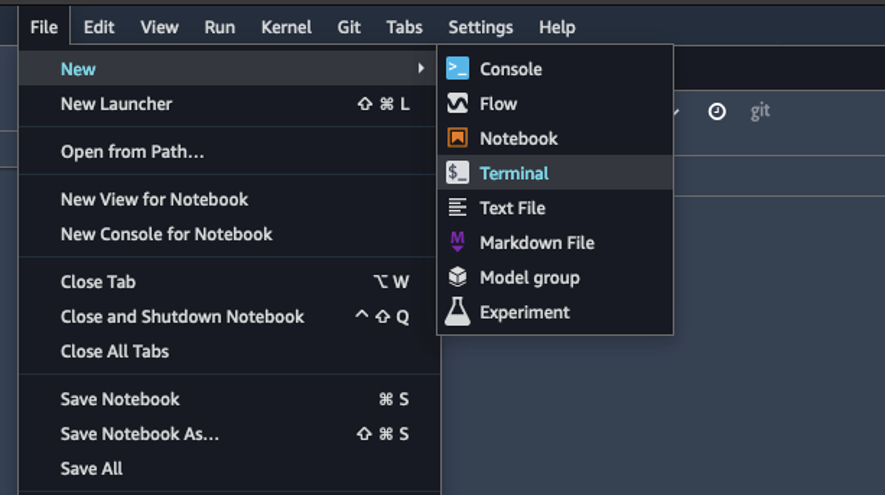 File Edit View Run Kernel Git Tabs Settings Help
New
New Launcher ⇧ ⌘ L
Open from Path…
New View for Notebook
New Console for Notebook
Close Tab ⌥ W
Close and Shutdown Notebook ^ ⇧ Q
Close All Tabs
Save Notebook ⌘ S
Save Notebook As… ⇧ ⌘ S
Save All
>_ Console
Flow
Notebook
$_ Terminal
Text File
M Markdown File
Model group
Experiment
git